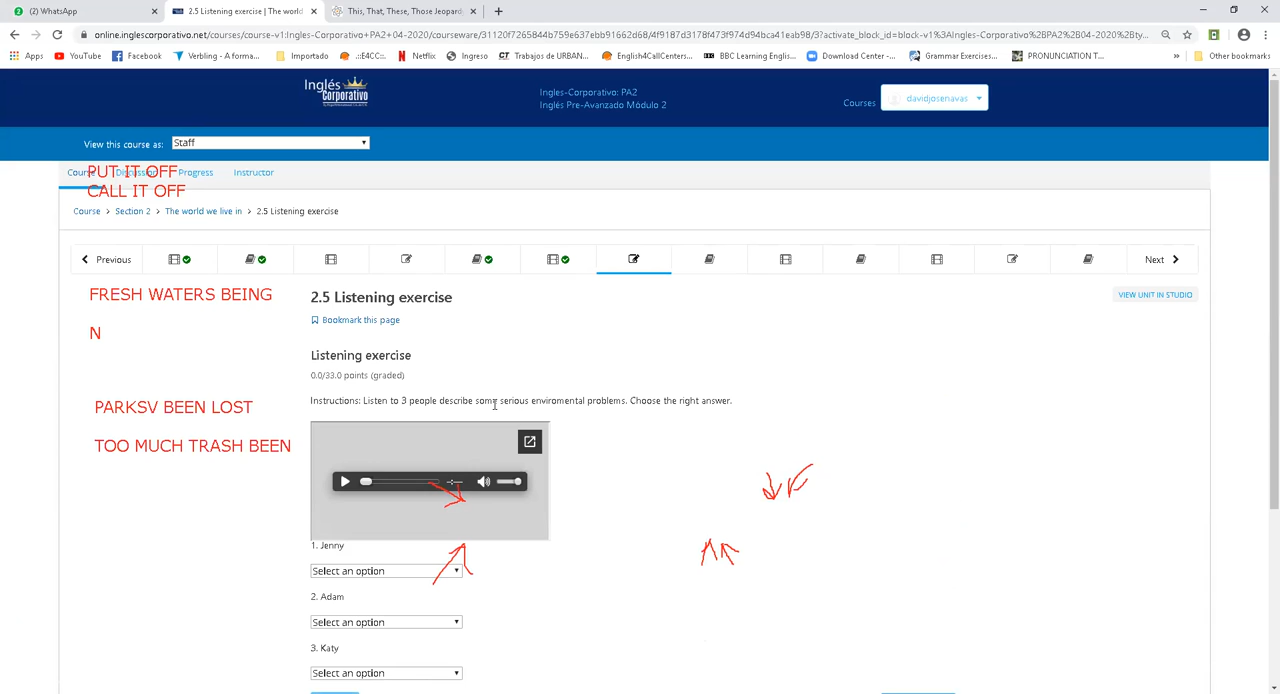 (2) WhatsApp
2.5 Listening exercise | The world
This, That, These, Those Jeopard
online.inglescorporativo.net/courses/course-v1:Ingles-Corporativo+PA2+04-2020/courseware/31120f7265844b759e637ebb91662d68/4f9187d3178f473f974d94bca41eab98/3?activate_block_id=block-v1%3AIngles-Corporativo%2BPA2%2B04-2020%2Bty...
Apps YouTube Facebook Verbling - A forma... Importado .::E4CC::. Netflix Ingreso CT Trabajos de URBAN... English4CallCenters... BBC Learning English... Download Center -... Grammar Exercises... PRONUNCIATION T... » Other bookmarks
Inglés
Corporativo
Ingles-Corporativo: PA2
Inglés Pre-Avanzado Módulo 2
Courses davidjosenavas
View this course as: Staff
Course Discussion Progress Instructor
PUT IT OFF
CALL IT OFF
Course > Section 2 > The world we live in > 2.5 Listening exercise
Previous Next
FRESH WATERS BEING
2.5 Listening exercise
VIEW UNIT IN STUDIO
Bookmark this page
N
Listening exercise
0.0/33.0 points (graded)
Instructions: Listen to 3 people describe some serious enviromental problems. Choose the right answer.
PARKSV BEEN LOST
TOO MUCH TRASH BEEN
1. Jenny
Select an option
2. Adam
Select an option
3. Katy
Select an option